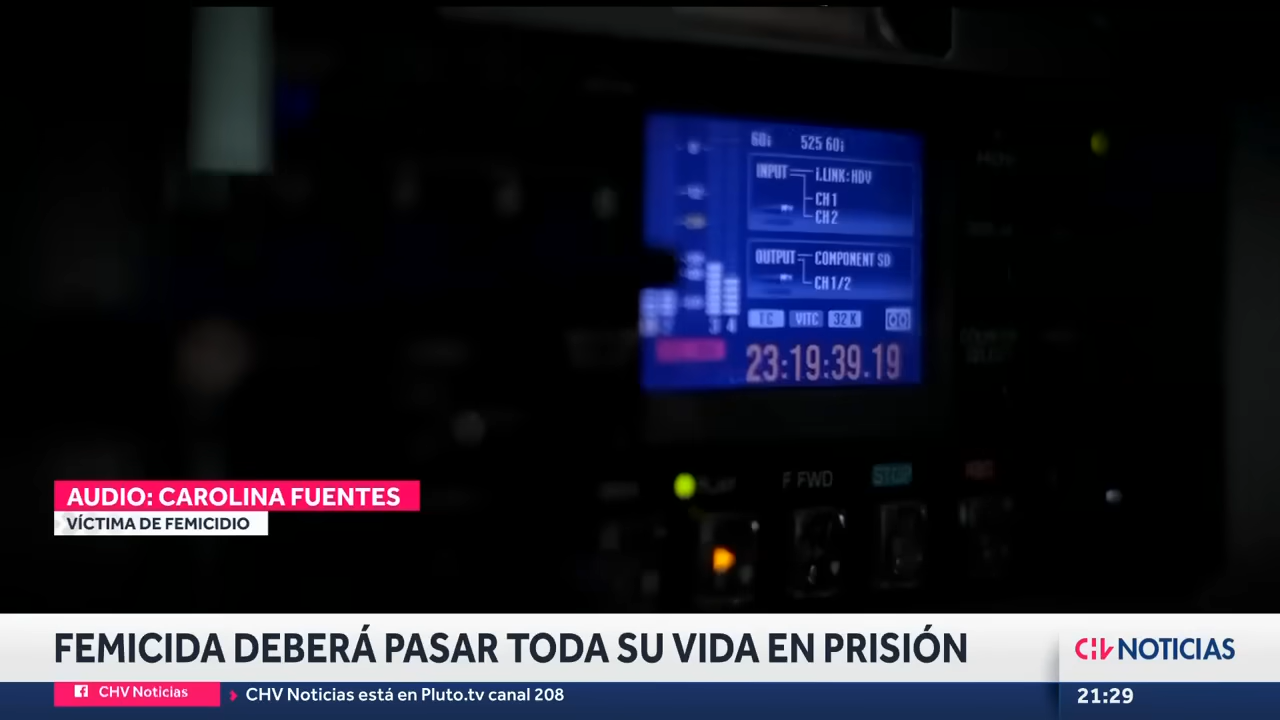 60i 525 60i
INPUT i.LINK:HDV
CH1
CH2
OUTPUT COMPONENT SD
CH1/2
TC VITC 32K
23:19:39.19
PLAY F FWD STOP
AUDIO: CAROLINA FUENTES
VÍCTIMA DE FEMICIDIO
FEMICIDA DEBERÁ PASAR TODA SU VIDA EN PRISIÓN
CHV NOTICIAS
CHV Noticias
CHV Noticias está en Pluto.tv canal 208
21:29